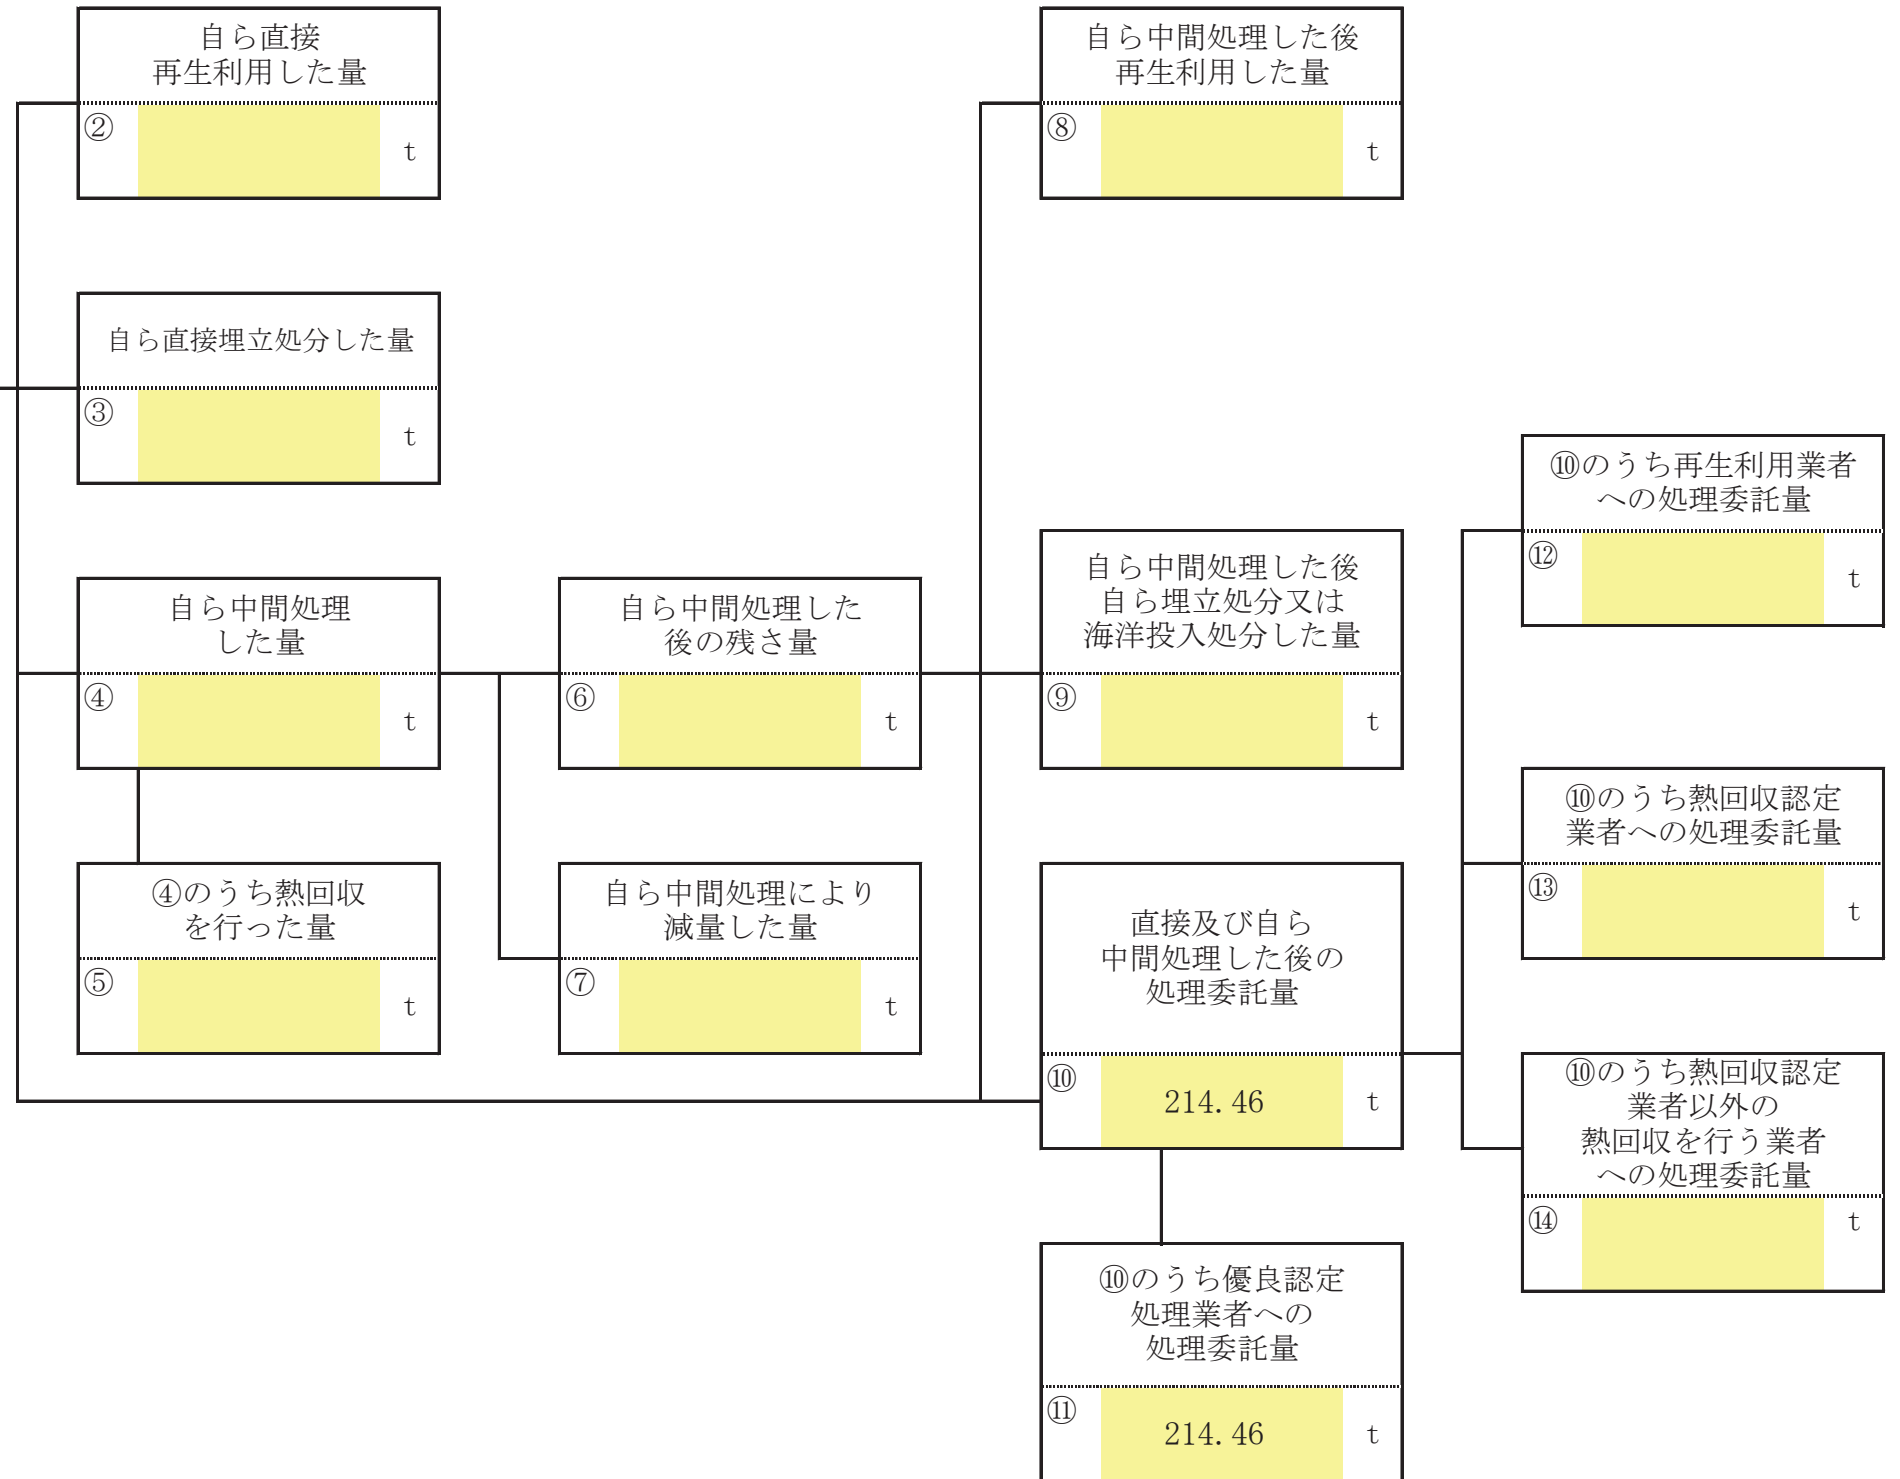 自ら直接
再生利用した量
②
t
自ら中間処理した後
再生利用した量
⑧
t
自ら直接埋立処分した量
③
t
⑩のうち再生利用業者
への処理委託量
⑫
t
自ら中間処理
した量
④
t
自ら中間処理した
後の残さ量
⑥
t
自ら中間処理した後
自ら埋立処分又は
海洋投入処分した量
⑨
t
⑩のうち熱回収認定
業者への処理委託量
⑬
t
④のうち熱回収
を行った量
⑤
t
自ら中間処理により
減量した量
⑦
t
直接及び自ら
中間処理した後の
処理委託量
⑩
214.46 t
⑩のうち熱回収認定
業者以外の
熱回収を行う業者
への処理委託量
⑭
t
⑩のうち優良認定
処理業者への
処理委託量
⑪
214.46 t